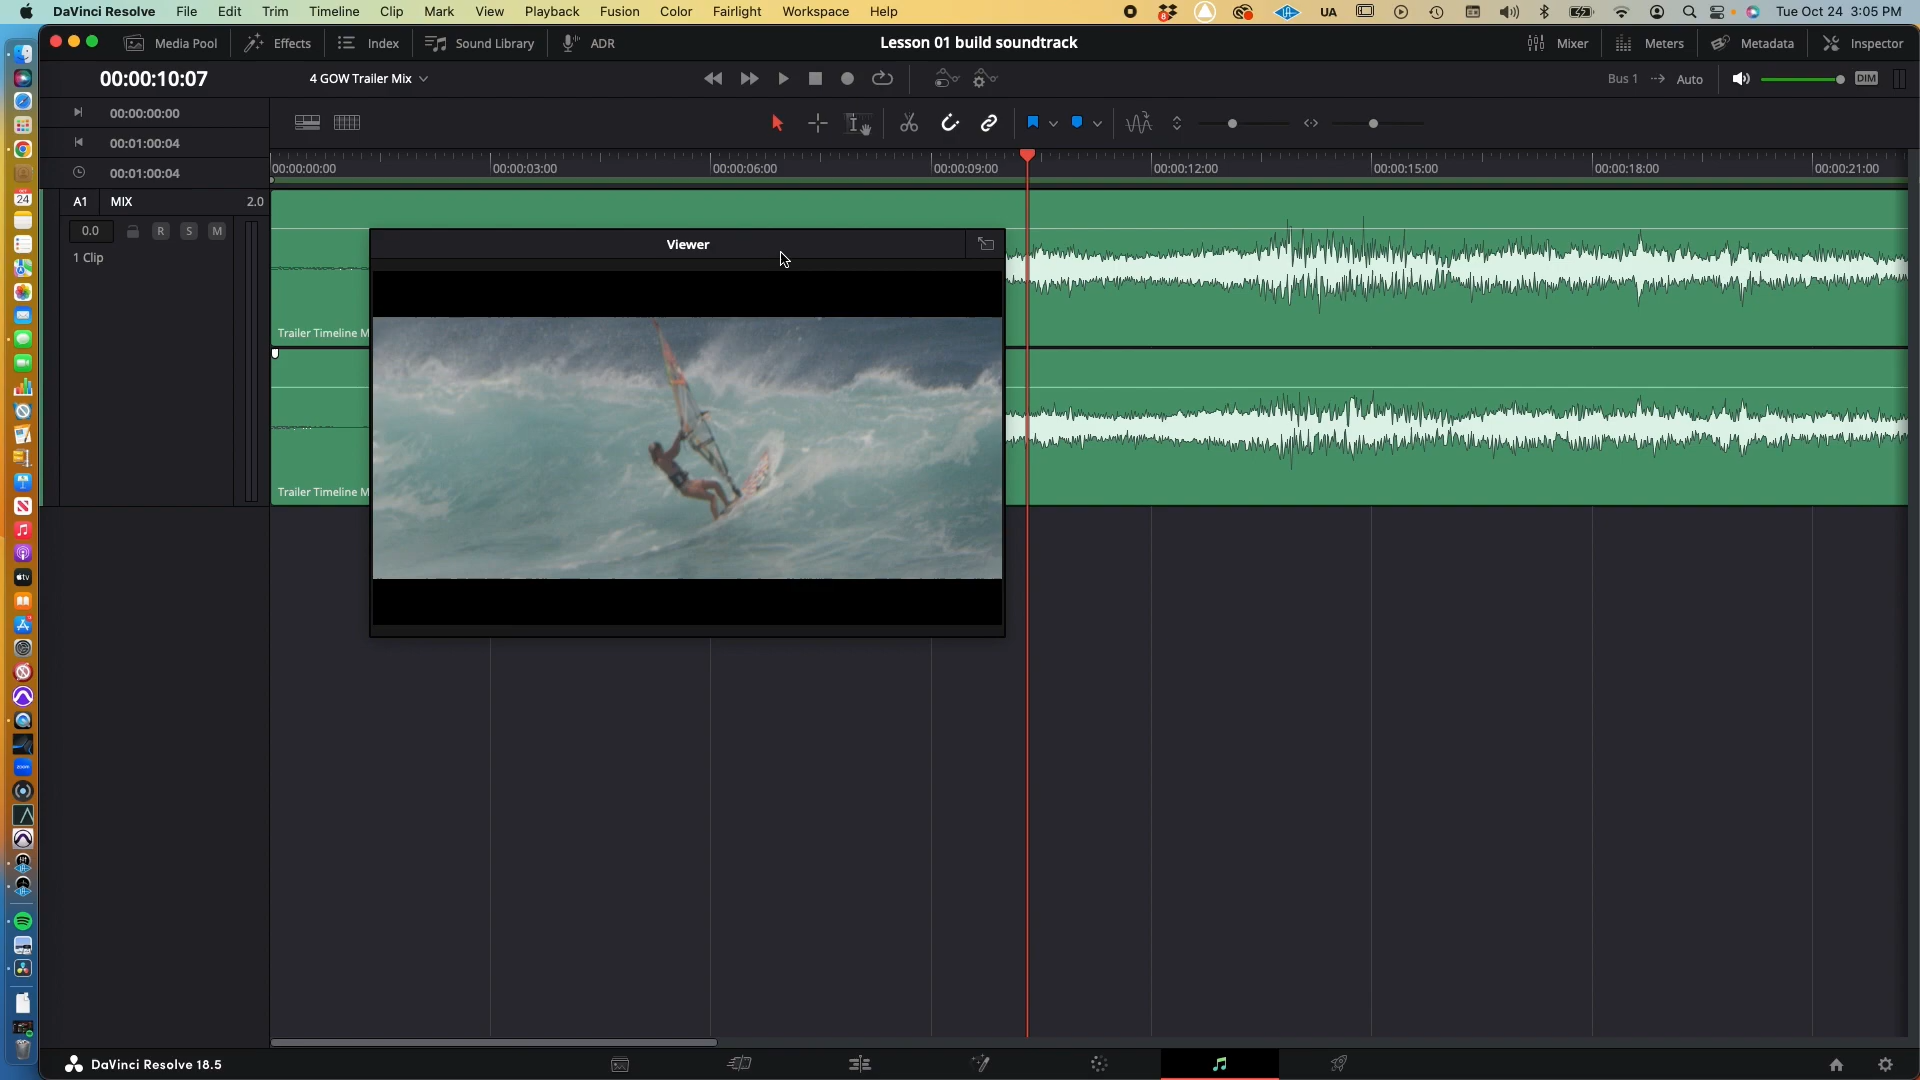 DaVinci Resolve File Edit Trim Timeline Clip Mark View Playback Fusion Color Fairlight Workspace Help UA Tue Oct 24 3:05 PM
Media Pool Effects Index Sound Library ADR Lesson 01 build soundtrack Mixer Meters Metadata Inspector
00:00:10:07 4 GOW Trailer Mix Bus 1 Auto DIM
00:00:00:00
00:01:00:04
00:01:00:04
00:00:00:00 00:00:03:00 00:00:06:00 00:00:09:00 00:00:12:00 00:00:15:00 00:00:18:00 00:00:21:00
A1 MIX 2.0
0.0 R S M
1 Clip
Viewer
Trailer Timeline M
Trailer Timeline M
DaVinci Resolve 18.5